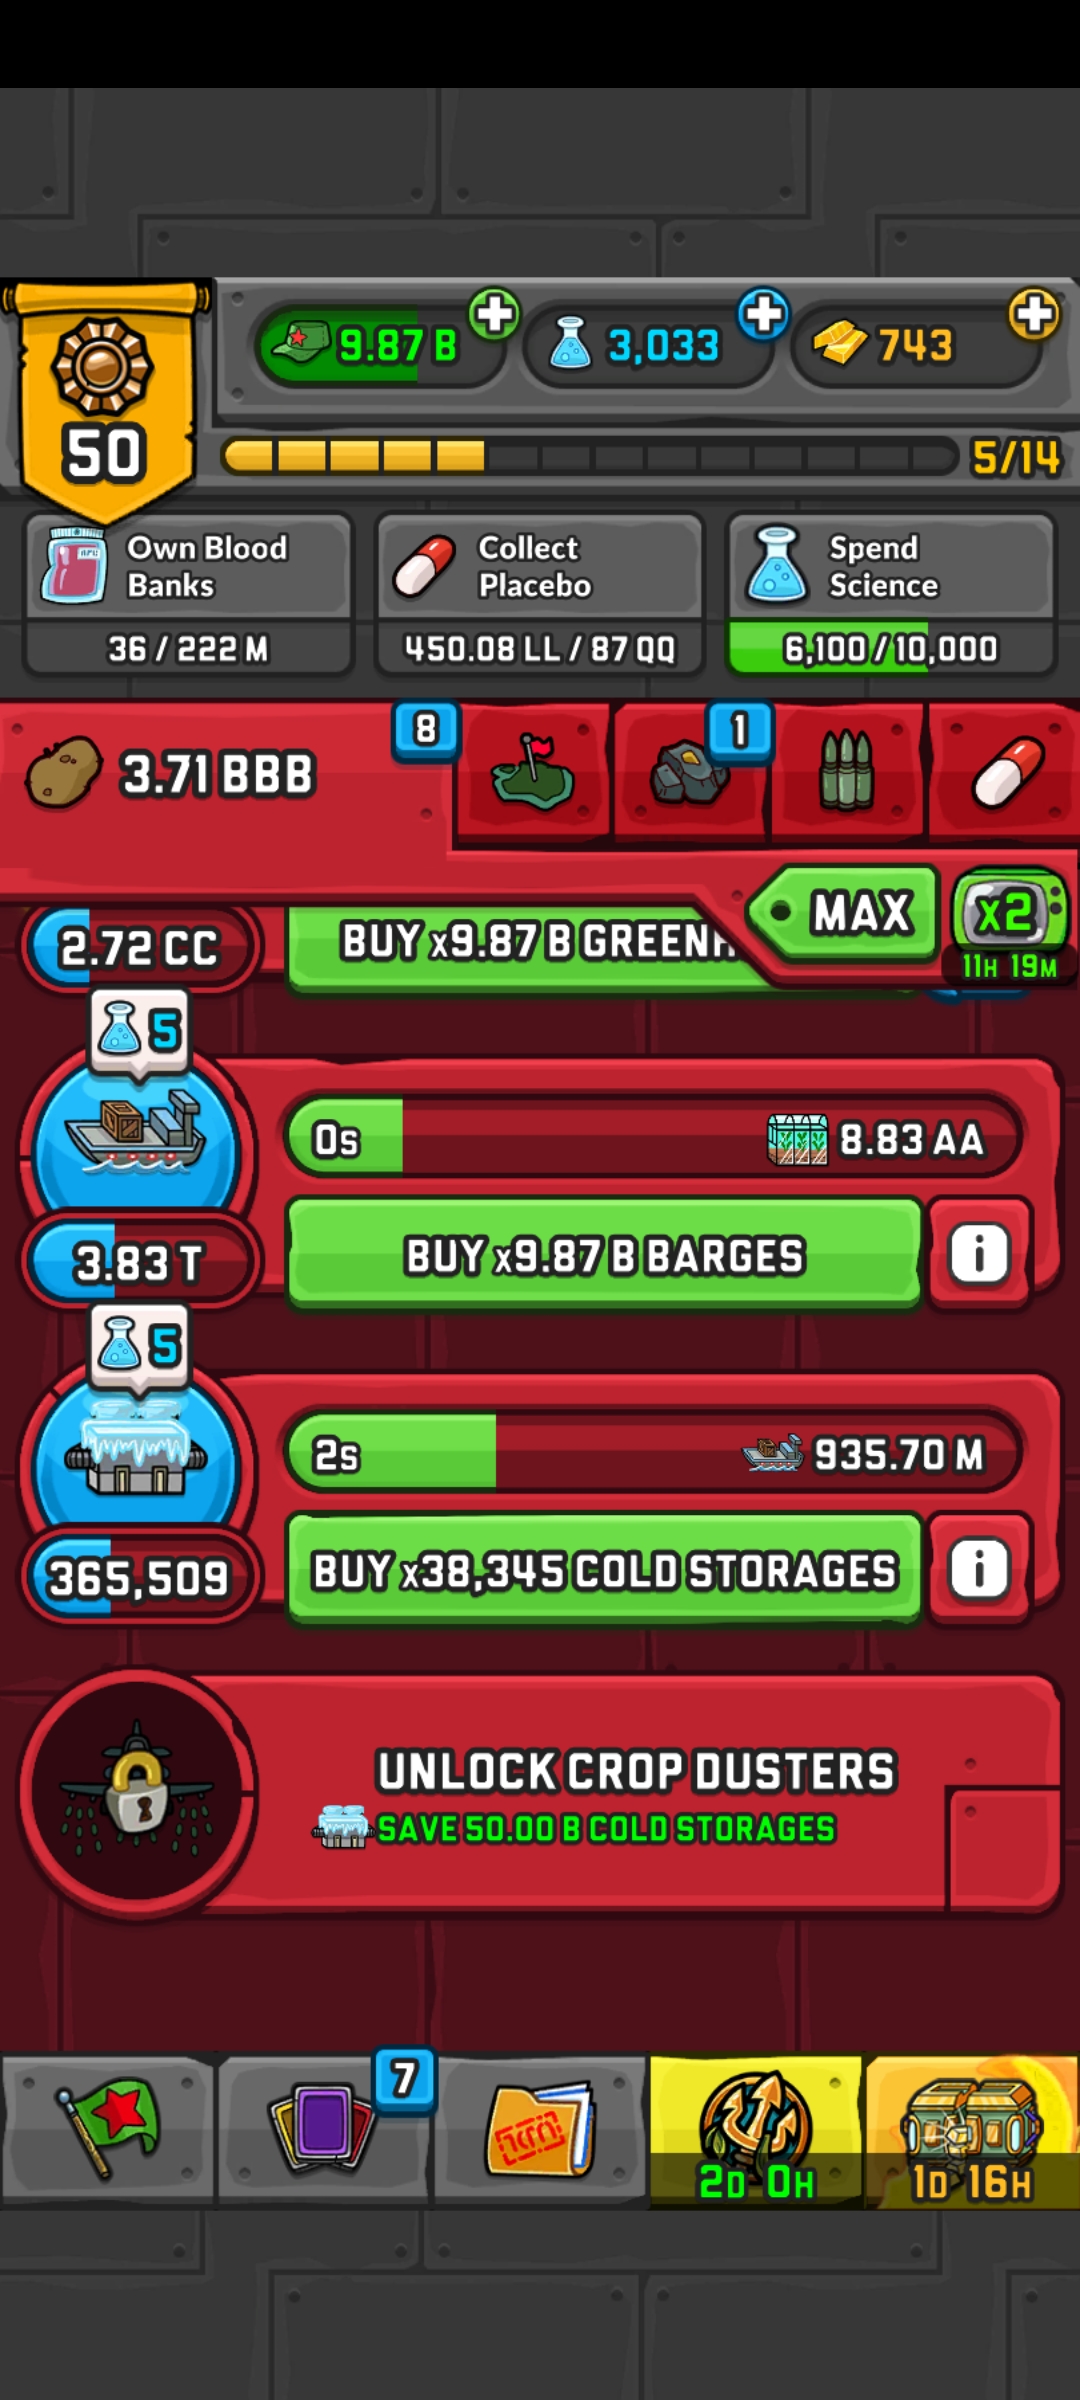 9.87 B
3,033
743
50
5/14
Own Blood
Banks
36 / 222 M
Collect
Placebo
450.08 LL / 87 QQ
Spend
Science
6,100 / 10,000
3.71 BBB
8
1
MAX
x2
11H 19M
2.72 CC
BUY x9.87 B GREENH
5
0s
8.83 AA
3.83 T
BUY x9.87 B BARGES
i
5
2s
935.70 M
365,509
BUY x38,345 COLD STORAGES
i
UNLOCK CROP DUSTERS
SAVE 50.00 B COLD STORAGES
7
2D 0H
1D 16H